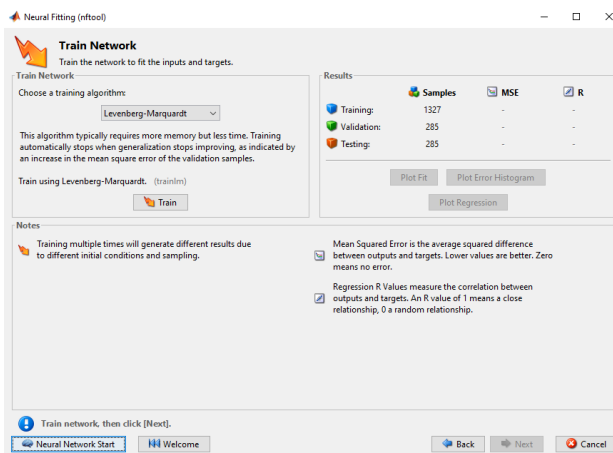 Neural Fitting (nftool)
Train Network
Train the network to fit the inputs and targets.
Train Network
Choose a training algorithm:
Levenberg-Marquardt
This algorithm typically requires more memory but less time. Training
automatically stops when generalization stops improving, as indicated by
an increase in the mean square error of the validation samples.
Train using Levenberg-Marquardt. (trainlm)
Train
Results
Samples MSE R
Training: 1327 - -
Validation: 285 - -
Testing: 285 - -
Plot Fit Plot Error Histogram
Plot Regression
Notes
Training multiple times will generate different results due
to different initial conditions and sampling.
Mean Squared Error is the average squared difference
between outputs and targets. Lower values are better. Zero
means no error.
Regression R Values measure the correlation between
outputs and targets. An R value of 1 means a close
relationship, 0 a random relationship.
Train network, then click [Next].
Neural Network Start Welcome Back Next Cancel